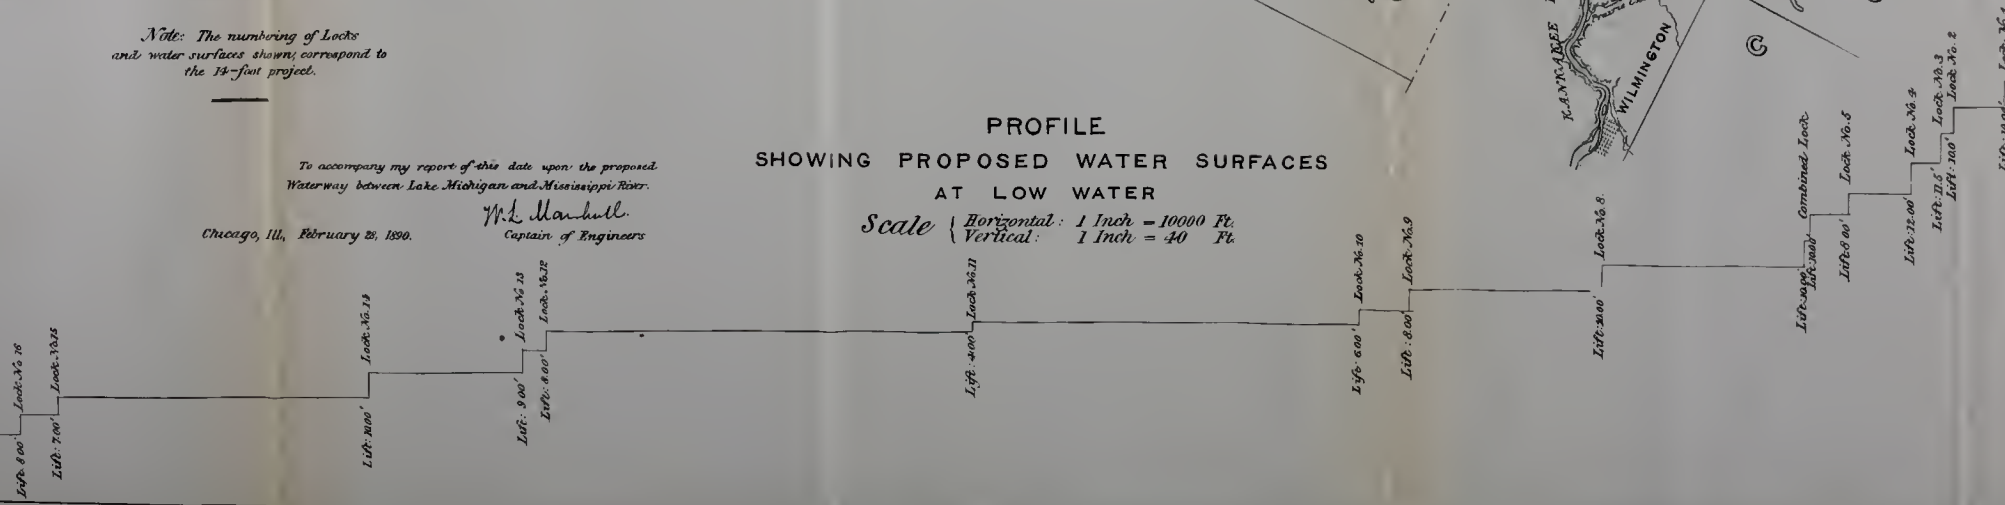 Note: The numbering of Locks
and water surfaces shown, correspond to
the 14-foot project.
To accompany my report of this date upon the proposed
Waterway between Lake Michigan and Mississippi River.
W. L. Marshall.
Chicago, Ill., February 28, 1890.
Captain of Engineers
PROFILE
SHOWING PROPOSED WATER SURFACES
AT LOW WATER
Scale { Horizontal: 1 Inch = 10000 Ft.
Vertical: 1 Inch = 40 Ft.
KANKAKEE
WILMINGTON
Prairie
C
Lock No 16
Lift: 8.00'
Lock No. 15
Lift: 7.00'
Lock No. 14
Lift: 10.00'
Lock No 13
Lift: 9.00'
Lock No. 12
Lift: 8.00'
Lock No. 11
Lift: 4.00'
Lock No. 10
Lift: 6.00'
Lock No. 9
Lift: 8.00'
Lock No. 8.
Lift: 10.00'
Combined Lock
Lift: 10.00'
Lift: 10.00'
Lock No. 5
Lift: 8.00'
Lock No. 4
Lift: 12.00'
Lock No. 3
Lift: 11.5'
Lock No. 2
Lift: 10.0'